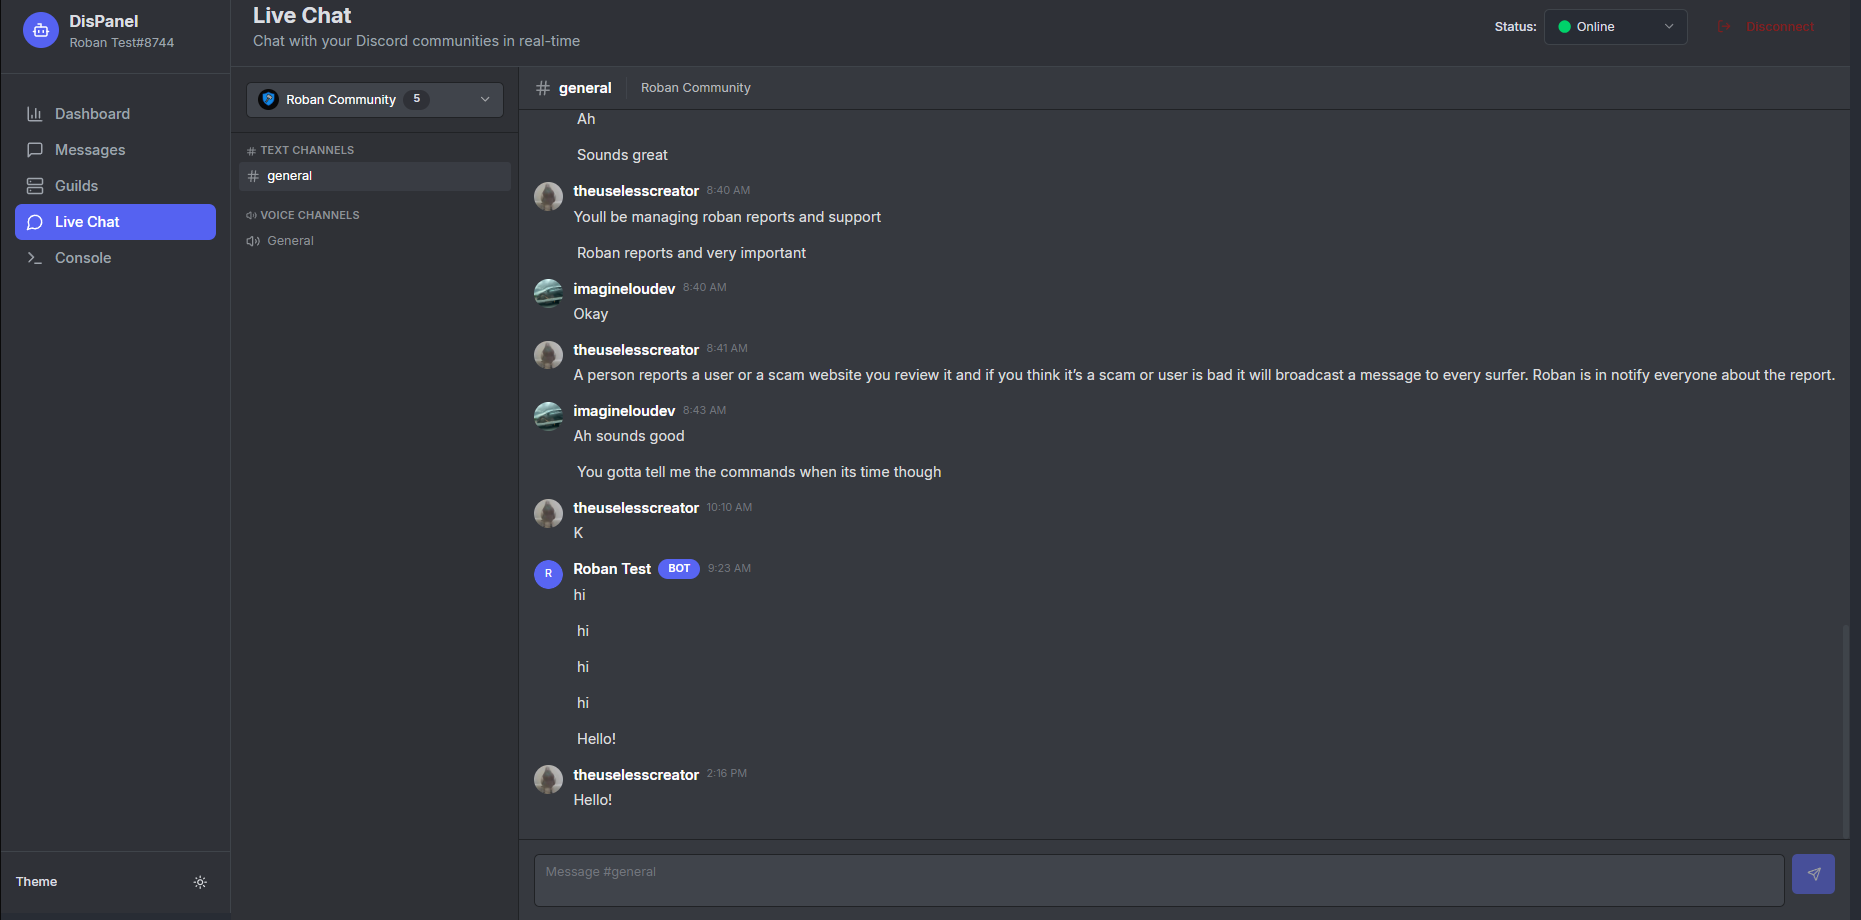 DisPanel
Roban Test#8744
Dashboard
Messages
Guilds
Live Chat
Console
Theme
Live Chat
Chat with your Discord communities in real-time
Status:
Online
Disconnect
Roban Community 5
TEXT CHANNELS
general
VOICE CHANNELS
General
# general
Roban Community
Ah
Sounds great
theuselesscreator 8:40 AM
Youll be managing roban reports and support
Roban reports and very important
imagineloudev 8:40 AM
Okay
theuselesscreator 8:41 AM
A person reports a user or a scam website you review it and if you think it’s a scam or user is bad it will broadcast a message to every surfer. Roban is in notify everyone about the report.
imagineloudev 8:43 AM
Ah sounds good
You gotta tell me the commands when its time though
theuselesscreator 10:10 AM
K
R
Roban Test BOT 9:23 AM
hi
hi
hi
hi
Hello!
theuselesscreator 2:16 PM
Hello!
Message #general